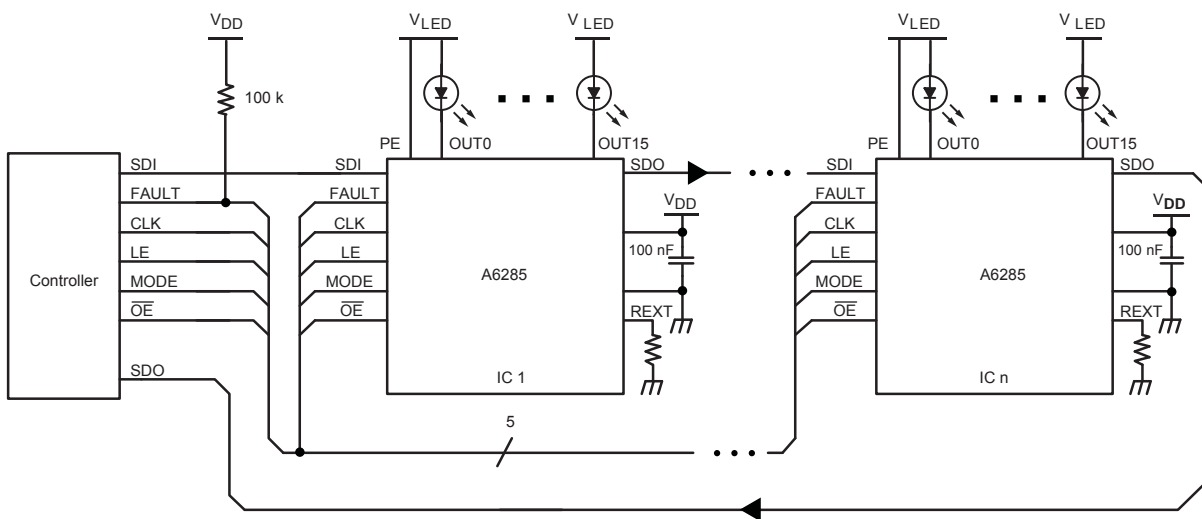 VDD
VLED
V LED
VLED
V LED
100 k
PE
OUT0
OUT15
PE
OUT0
OUT15
SDI
SDI
SDO
SDI
SDO
FAULT
FAULT
FAULT
CLK
CLK
VDD
CLK
VDD
LE
LE
100 nF
LE
100 nF
Controller
MODE
MODE
A6285
MODE
A6285
OE
OE
REXT
OE
REXT
SDO
IC 1
IC n
5